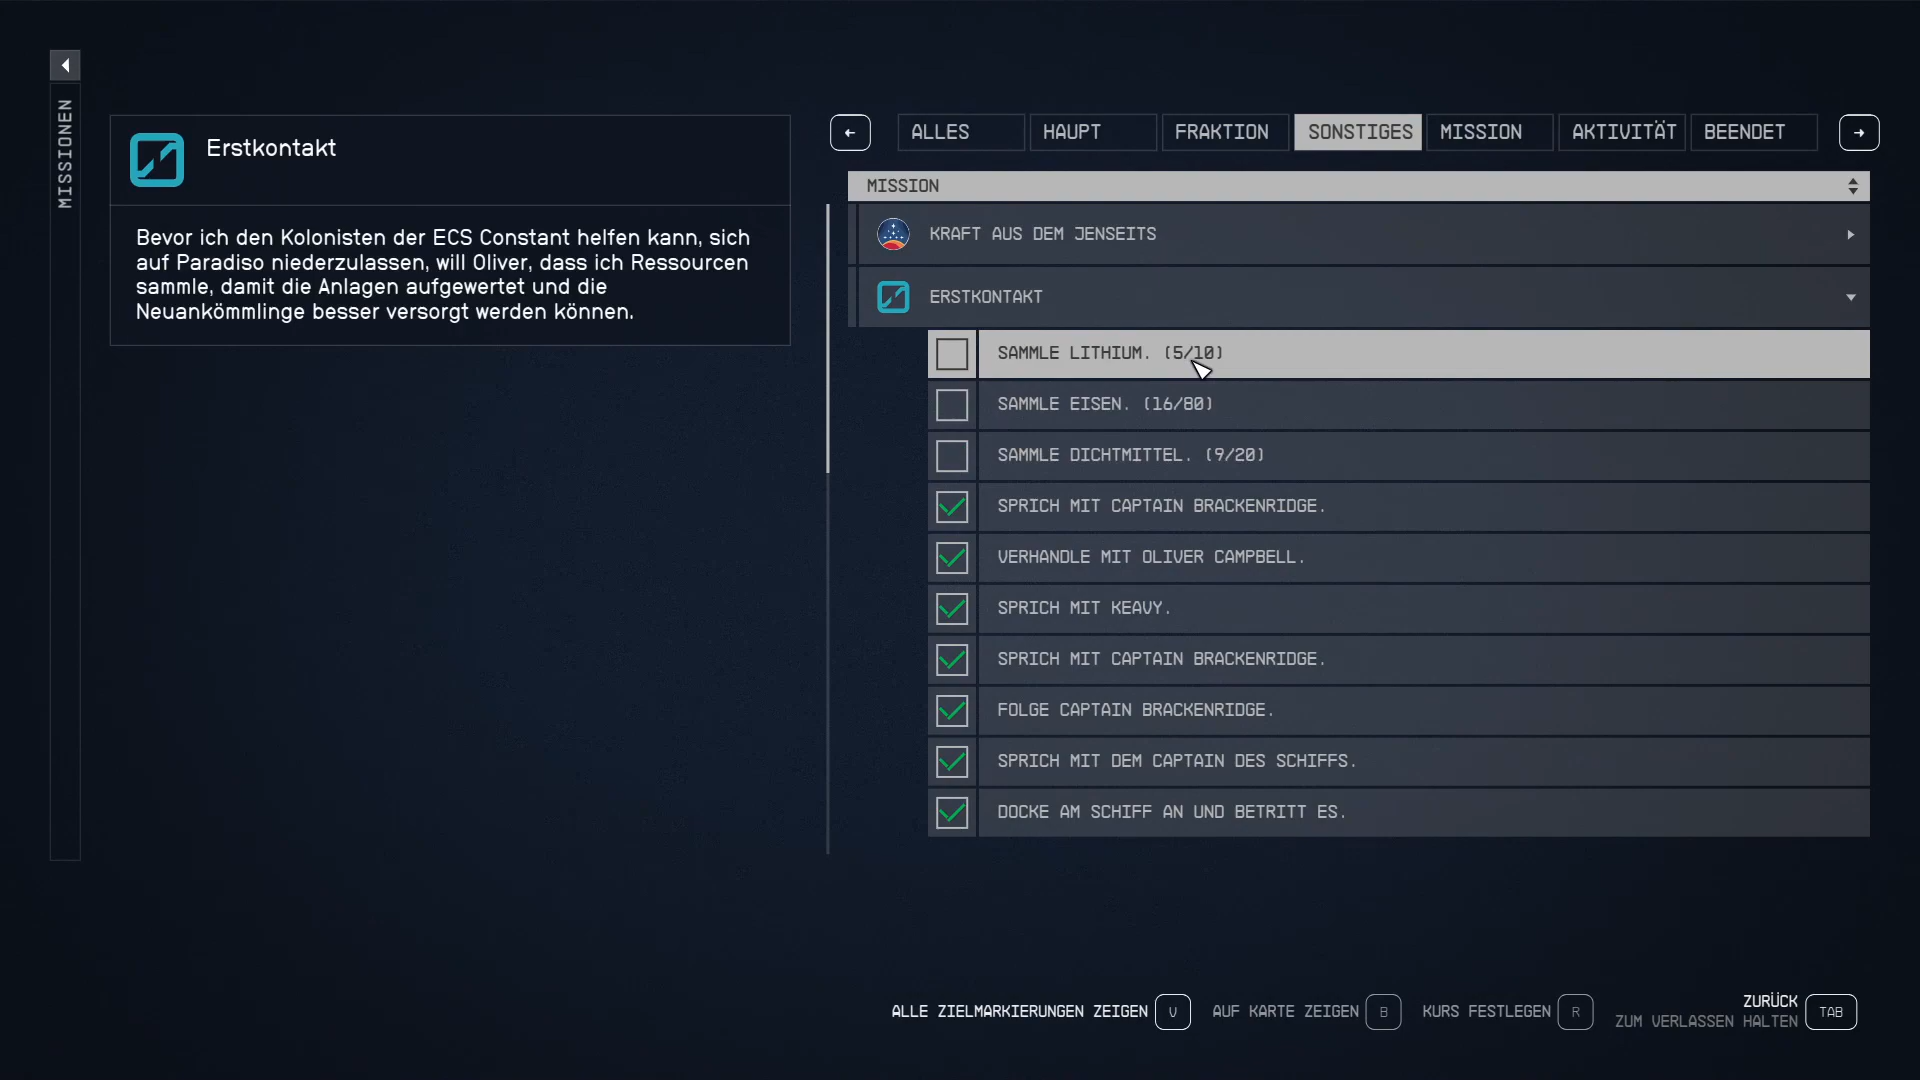 MISSIONEN
Erstkontakt
Bevor ich den Kolonisten der ECS Constant helfen kann, sich
auf Paradiso niederzulassen, will Oliver, dass ich Ressourcen
sammle, damit die Anlagen aufgewertet und die
Neuankömmlinge besser versorgt werden können.
ALLES HAUPT FRAKTION SONSTIGES MISSION AKTIVITÄT BEENDET
MISSION
KRAFT AUS DEM JENSEITS
ERSTKONTAKT
SAMMLE LITHIUM. (5/10)
SAMMLE EISEN. (16/80)
SAMMLE DICHTMITTEL. (9/20)
SPRICH MIT CAPTAIN BRACKENRIDGE.
VERHANDLE MIT OLIVER CAMPBELL.
SPRICH MIT KEAVY.
SPRICH MIT CAPTAIN BRACKENRIDGE.
FOLGE CAPTAIN BRACKENRIDGE.
SPRICH MIT DEM CAPTAIN DES SCHIFFS.
DOCKE AM SCHIFF AN UND BETRITT ES.
ALLE ZIELMARKIERUNGEN ZEIGEN V AUF KARTE ZEIGEN B KURS FESTLEGEN R ZURÜCK
ZUM VERLASSEN HALTEN TAB